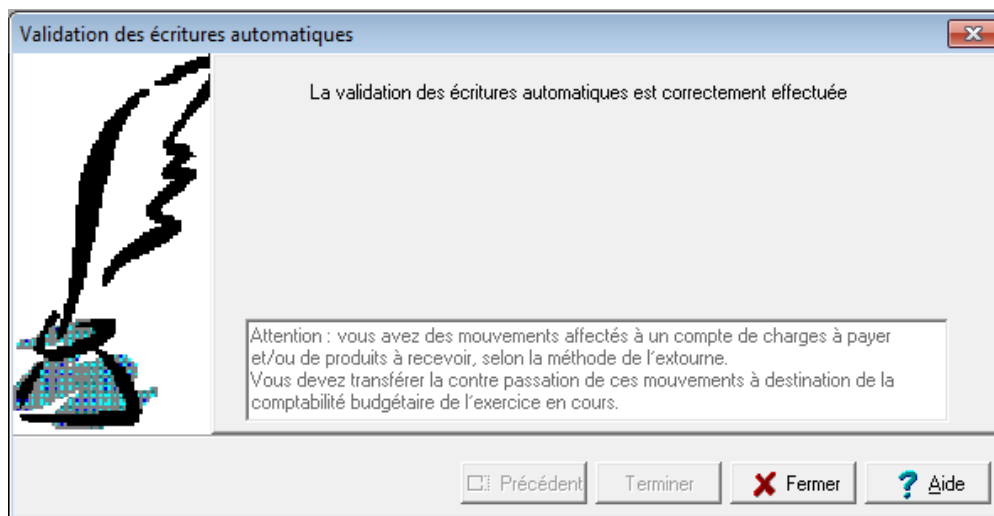 Validation des écritures automatiques
La validation des écritures automatiques est correctement effectuée
Attention : vous avez des mouvements affectés à un compte de charges à payer
et/ou de produits à recevoir, selon la méthode de l'extourne.
Vous devez transférer la contre passation de ces mouvements à destination de la
comptabilité budgétaire de l'exercice en cours.
Précédent Terminer Fermer ? Aide